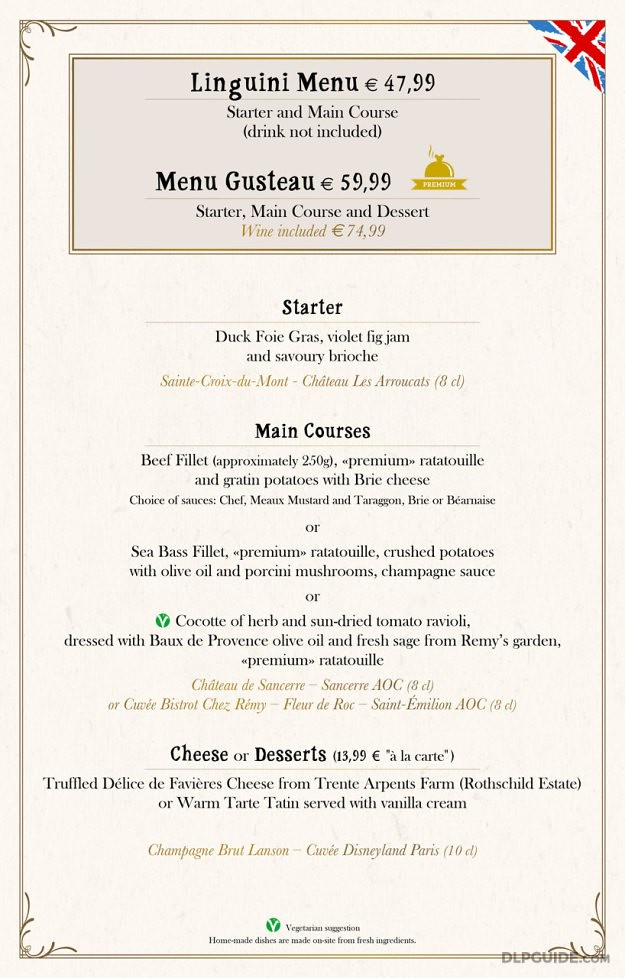 Linguini Menu € 47,99
Starter and Main Course
(drink not included)
Menu Gusteau € 59,99
PREMIUM
Starter, Main Course and Dessert
Wine included €74,99
Starter
Duck Foie Gras, violet fig jam
and savoury brioche
Sainte-Croix-du-Mont - Château Les Arroucats (8 cl)
Main Courses
Beef Fillet (approximately 250g), «premium» ratatouille
and gratin potatoes with Brie cheese
Choice of sauces: Chef, Meaux Mustard and Taraggon, Brie or Béarnaise
or
Sea Bass Fillet, «premium» ratatouille, crushed potatoes
with olive oil and porcini mushrooms, champagne sauce
or
V Cocotte of herb and sun-dried tomato ravioli,
dressed with Baux de Provence olive oil and fresh sage from Remy's garden,
«premium» ratatouille
Château de Sancerre – Sancerre AOC (8 cl)
or Cuvée Bistrot Chez Rémy – Fleur de Roc – Saint-Émilion AOC (8 cl)
Cheese or Desserts (13,99 € "à la carte")
Truffled Délice de Favières Cheese from Trente Arpents Farm (Rothschild Estate)
or Warm Tarte Tatin served with vanilla cream
Champagne Brut Lanson – Cuvée Disneyland Paris (10 cl)
V Vegetarian suggestion
Home-made dishes are made on-site from fresh ingredients.
DLPGUIDE.COM